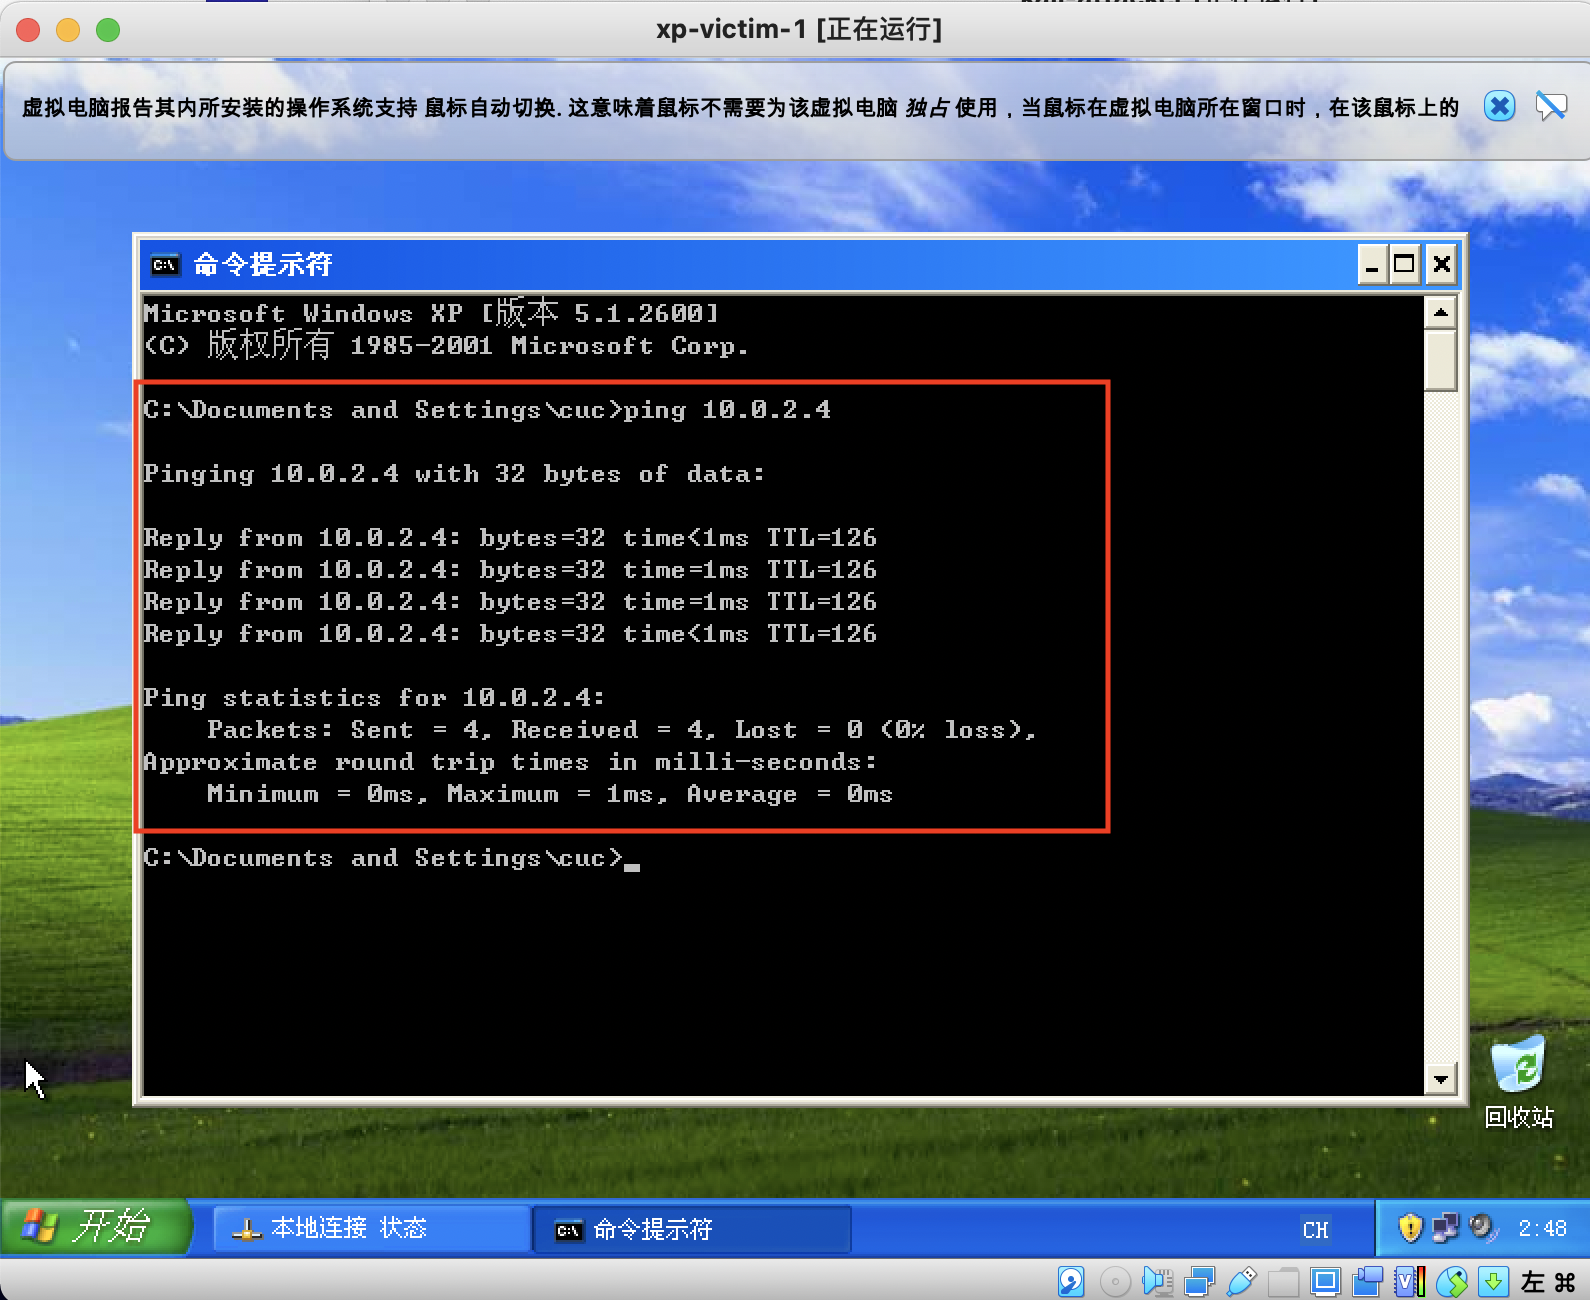 xp-victim-1 [正在运行]
虚拟电脑报告其内所安装的操作系统支持 鼠标自动切换. 这意味着鼠标不需要为该虚拟电脑 独占 使用，当鼠标在虚拟电脑所在窗口时，在该鼠标上的
命令提示符
Microsoft Windows XP [版本 5.1.2600]
(C) 版权所有 1985-2001 Microsoft Corp.
C:\Documents and Settings\cuc>ping 10.0.2.4
Pinging 10.0.2.4 with 32 bytes of data:
Reply from 10.0.2.4: bytes=32 time<1ms TTL=126
Reply from 10.0.2.4: bytes=32 time=1ms TTL=126
Reply from 10.0.2.4: bytes=32 time=1ms TTL=126
Reply from 10.0.2.4: bytes=32 time<1ms TTL=126
Ping statistics for 10.0.2.4:
Packets: Sent = 4, Received = 4, Lost = 0 (0% loss),
Approximate round trip times in milli-seconds:
Minimum = 0ms, Maximum = 1ms, Average = 0ms
C:\Documents and Settings\cuc>
回收站
开始 本地连接 状态 命令提示符 CH 2:48
左 ⌘